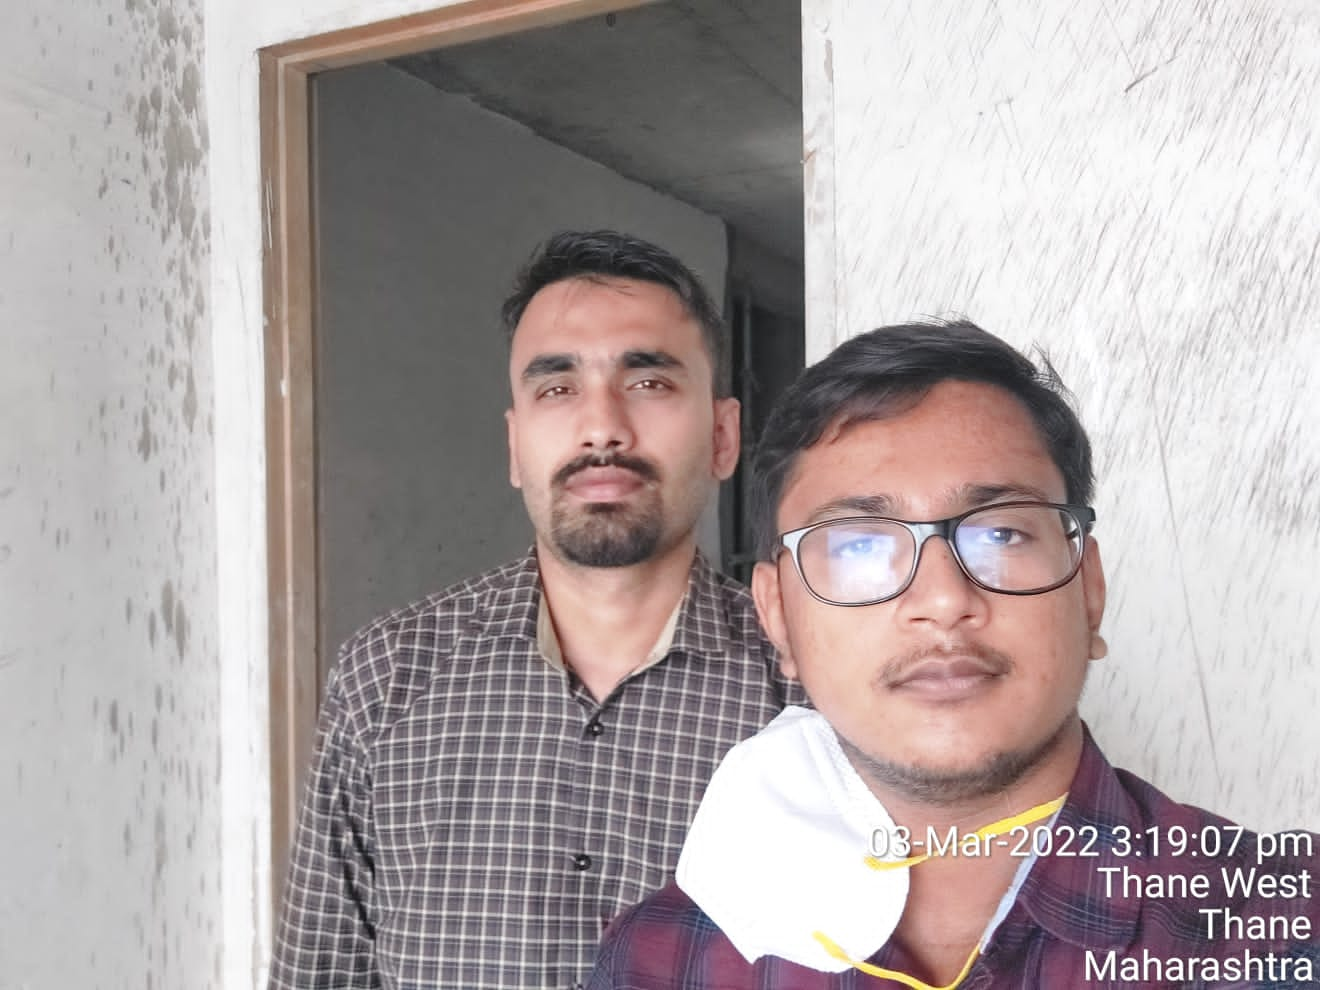 03-Mar-2022 3:19:07 pm
Thane West
Thane
Maharashtra